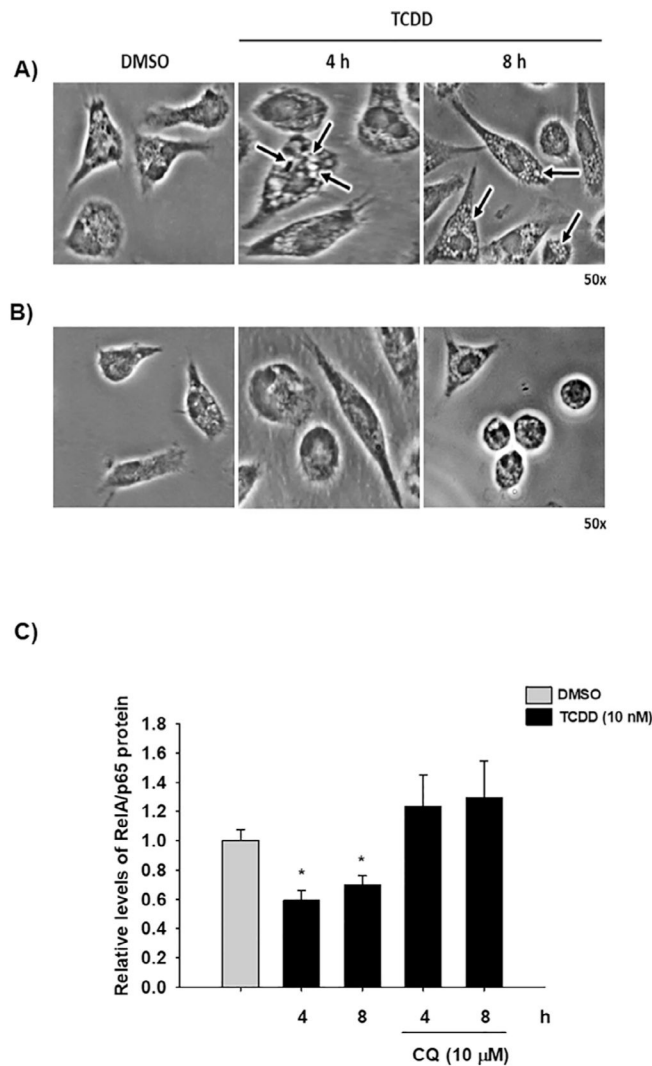 TCDD
DMSO 4 h 8 h
A)
50x
B)
50x
C)
DMSO
TCDD (10 nM)
Relative levels of RelA/p65 protein
1.8
1.6
1.4
1.2
1.0
0.8
0.6
0.4
0.2
0.0
* *
4 8 4 8 h
CQ (10 µM)